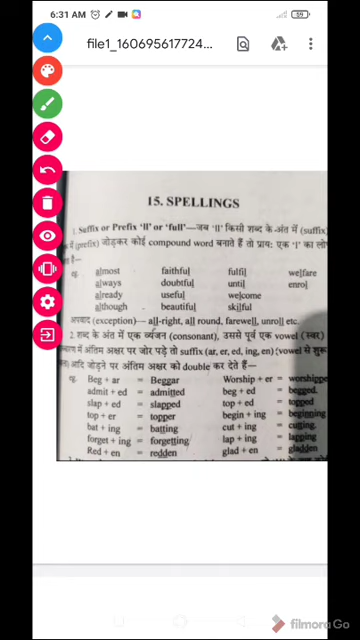 6:31 AM
59
file1_160695617724...
15. SPELLINGS
1. Suffix or Prefix 'll' or 'full'—जब 'll' किसी शब्द के अंत में (suffix)
में (prefix) जोड़कर कोई compound word बनाते हैं तो प्रायः एक 'l' का लो
है—
eg. almost faithful fulfil welfare
always doubtful until enrol
already useful welcome
although beautiful skilful
अपवाद (exception)— all-right, all round, farewell, unroll etc.
2. शब्द के अंत में एक व्यंजन (consonant), उससे पूर्व एक vowel (स्वर)
में अंतिम अक्षर पर जोर पड़े तो suffix (ar, er, ed, ing, en) (vowel से शुरू
आदि जोड़ने पर अंतिम अक्षर को double कर देते हैं—
eg. Beg + ar = Beggar Worship + er = worshippe
admit + ed = admitted beg + ed = begged.
slap + ed = slapped top + ed = topped
top + er = topper begin + ing = beginning
bat + ing = batting cut + ing = cutting.
forget + ing = forgetting lap + ing = lapping
Red + en = redden glad + en = gladden
filmora Go